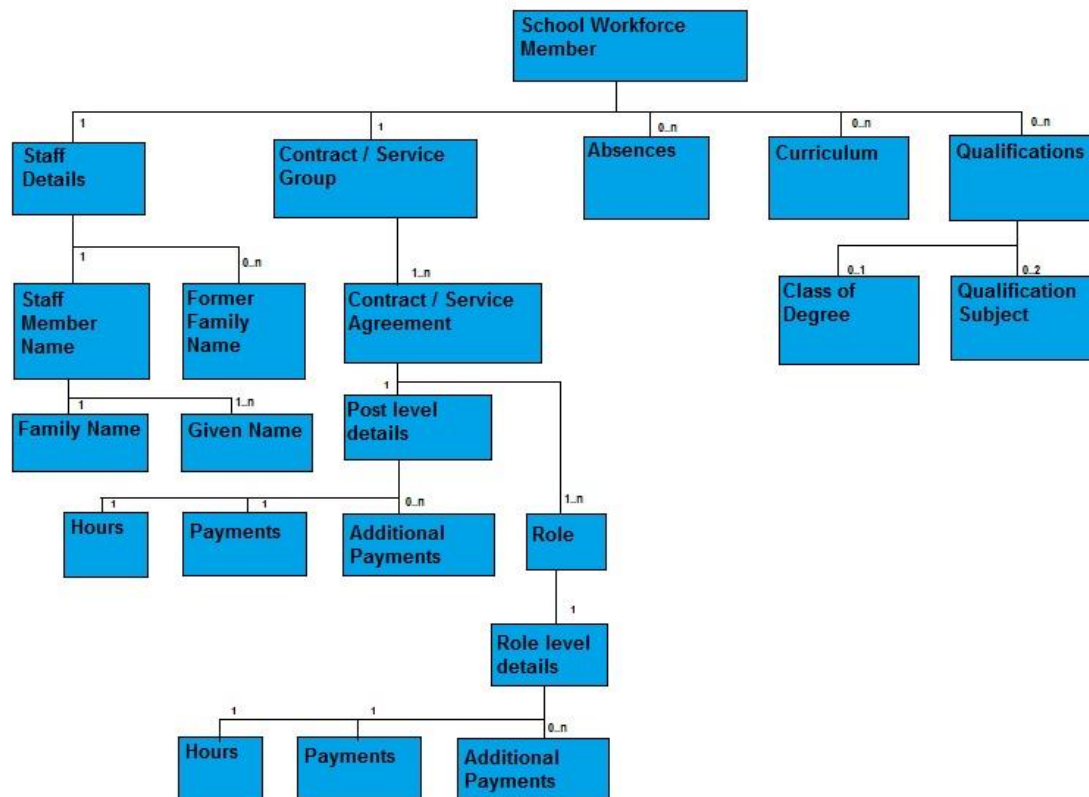 School Workforce
Member
1
1
0..n
0..n
0..n
Staff
Details
Contract / Service
Group
Absences
Curriculum
Qualifications
1
0..n
1..n
0..1
0..2
Staff
Member
Name
Former
Family
Name
Contract / Service
Agreement
Class of
Degree
Qualification
Subject
1
1..n
1
Family Name
Given Name
Post level
details
1
1
0..n
1..n
Hours
Payments
Additional
Payments
Role
1
Role level
details
1
1
0..n
Hours
Payments
Additional
Payments